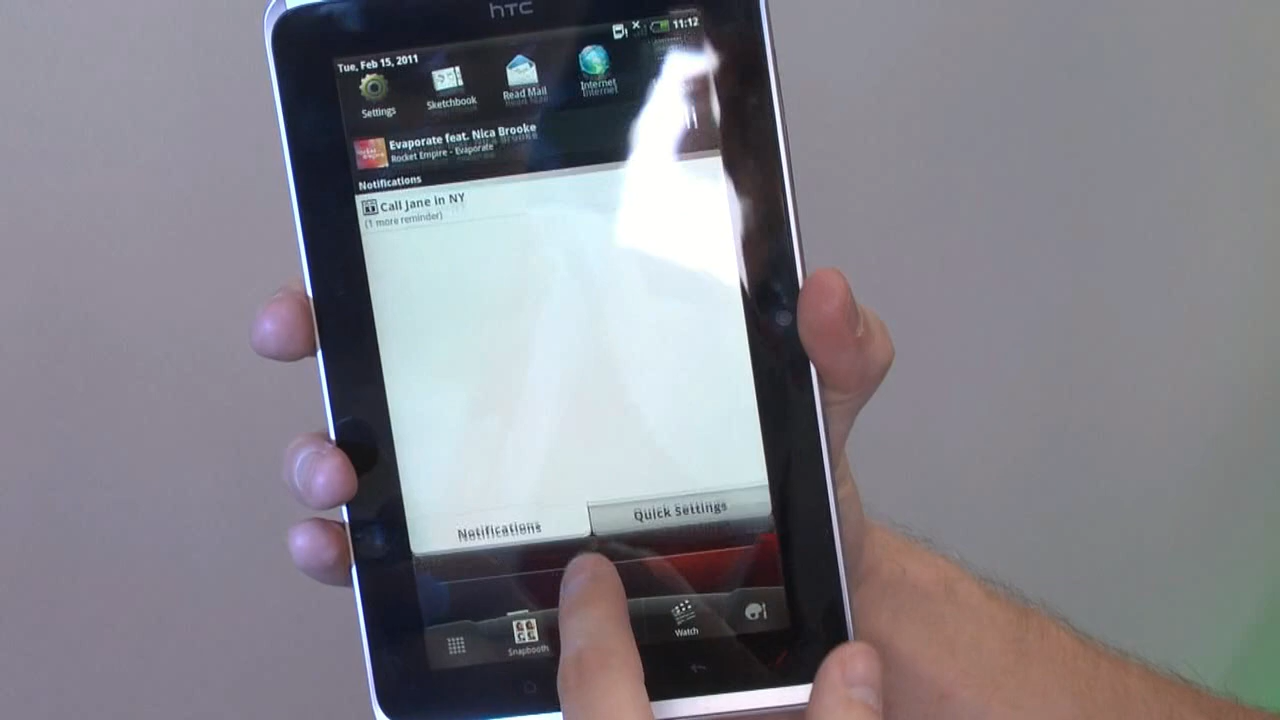 hTC
11:12
Tue, Feb 15, 2011
Settings
Sketchbook
Read Mail
Internet
Evaporate feat. Nica Brooke
Rocket Empire - Evaporate
Notifications
Call Jane in NY
(1 more reminder)
Notifications
Quick Settings
Snapbooth
Watch